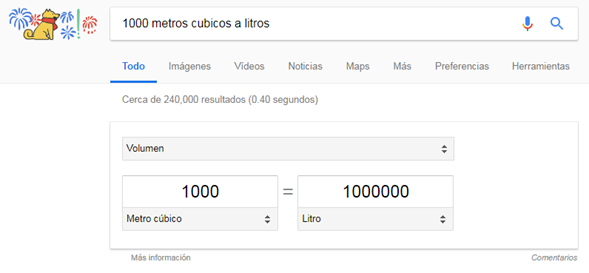 1000 metros cubicos a litros
Todo Imágenes Vídeos Noticias Maps Más Preferencias Herramientas
Cerca de 240,000 resultados (0.40 segundos)
Volumen
1000 = 1000000
Metro cúbico Litro
Más información Comentarios